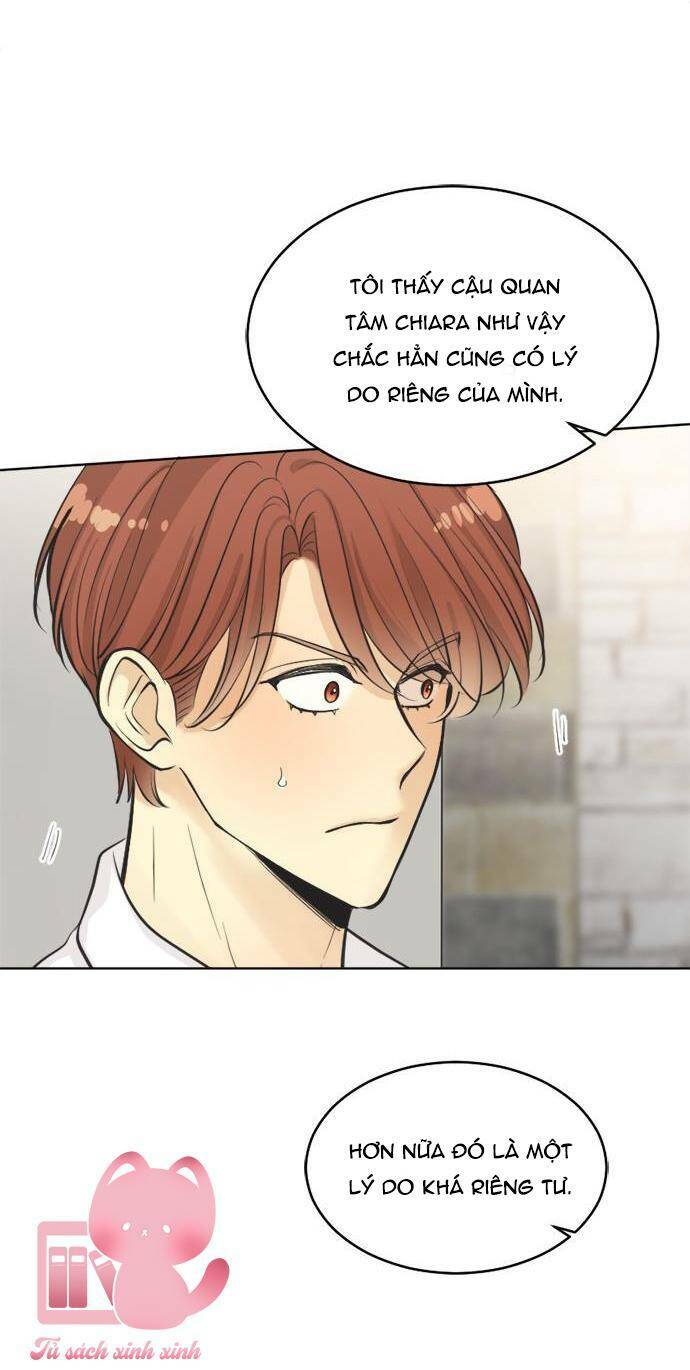 TÔI THẤY CẬU QUAN
TÂM CHIARA NHƯ VẬY
CHẮC HẲN CŨNG CÓ LÝ
DO RIÊNG CỦA MÌNH.
HƠN NỮA ĐÓ LÀ MỘT
LÝ DO KHÁ RIÊNG TƯ.
Tủ sách xinh xinh